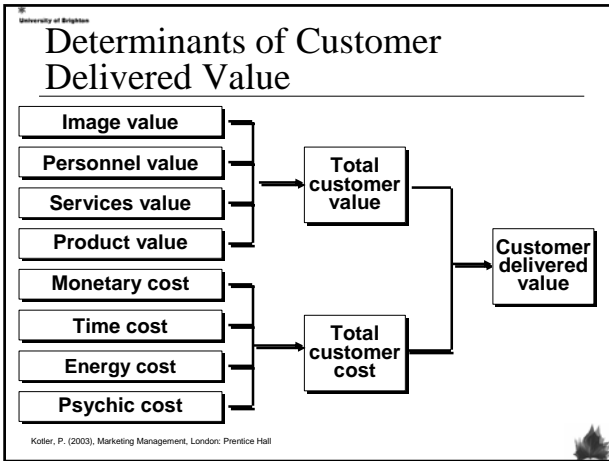 University of Brighton
Determinants of Customer
Delivered Value
Image value
Personnel value
Services value
Product value
Monetary cost
Time cost
Energy cost
Psychic cost
Total
customer
value
Total
customer
cost
Customer
delivered
value
Kotler, P. (2003), Marketing Management, London: Prentice Hall